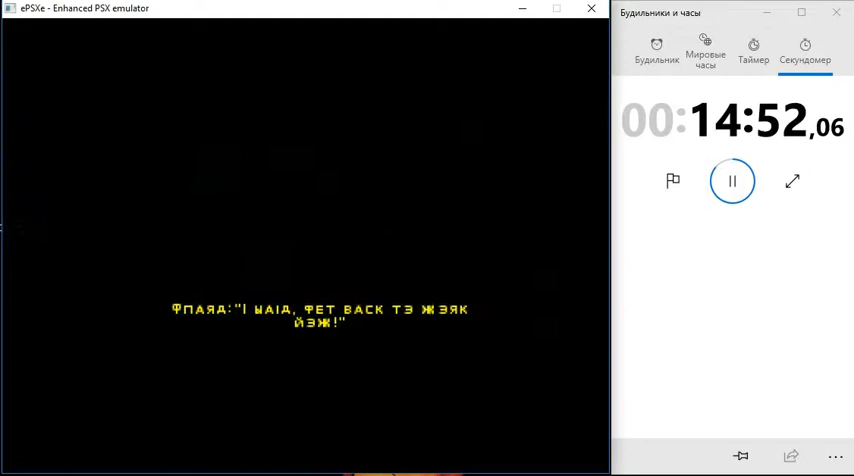 ePSXe - Enhanced PSX emulator
Будильники и часы
Будильник
Мировые часы
Таймер
Секундомер
00:14:52,06
ФПАЯД:"І ЫАІД, ФЕТ ВАСК ТЭ ЖЭЯК
ЙЭЖ!"